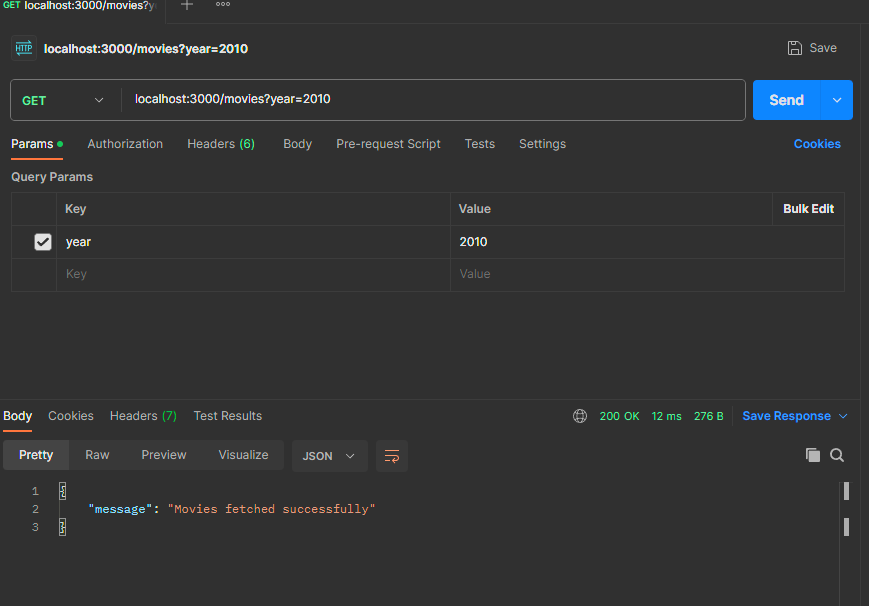 GET localhost:3000/movies?y
HTTP localhost:3000/movies?year=2010
Save
GET
localhost:3000/movies?year=2010
Send
Params
Authorization
Headers (6)
Body
Pre-request Script
Tests
Settings
Cookies
Query Params
Key
Value
Bulk Edit
year
2010
Key
Value
Body
Cookies
Headers (7)
Test Results
200 OK
12 ms
276 B
Save Response
Pretty
Raw
Preview
Visualize
JSON
1 {
2 "message": "Movies fetched successfully"
3 }